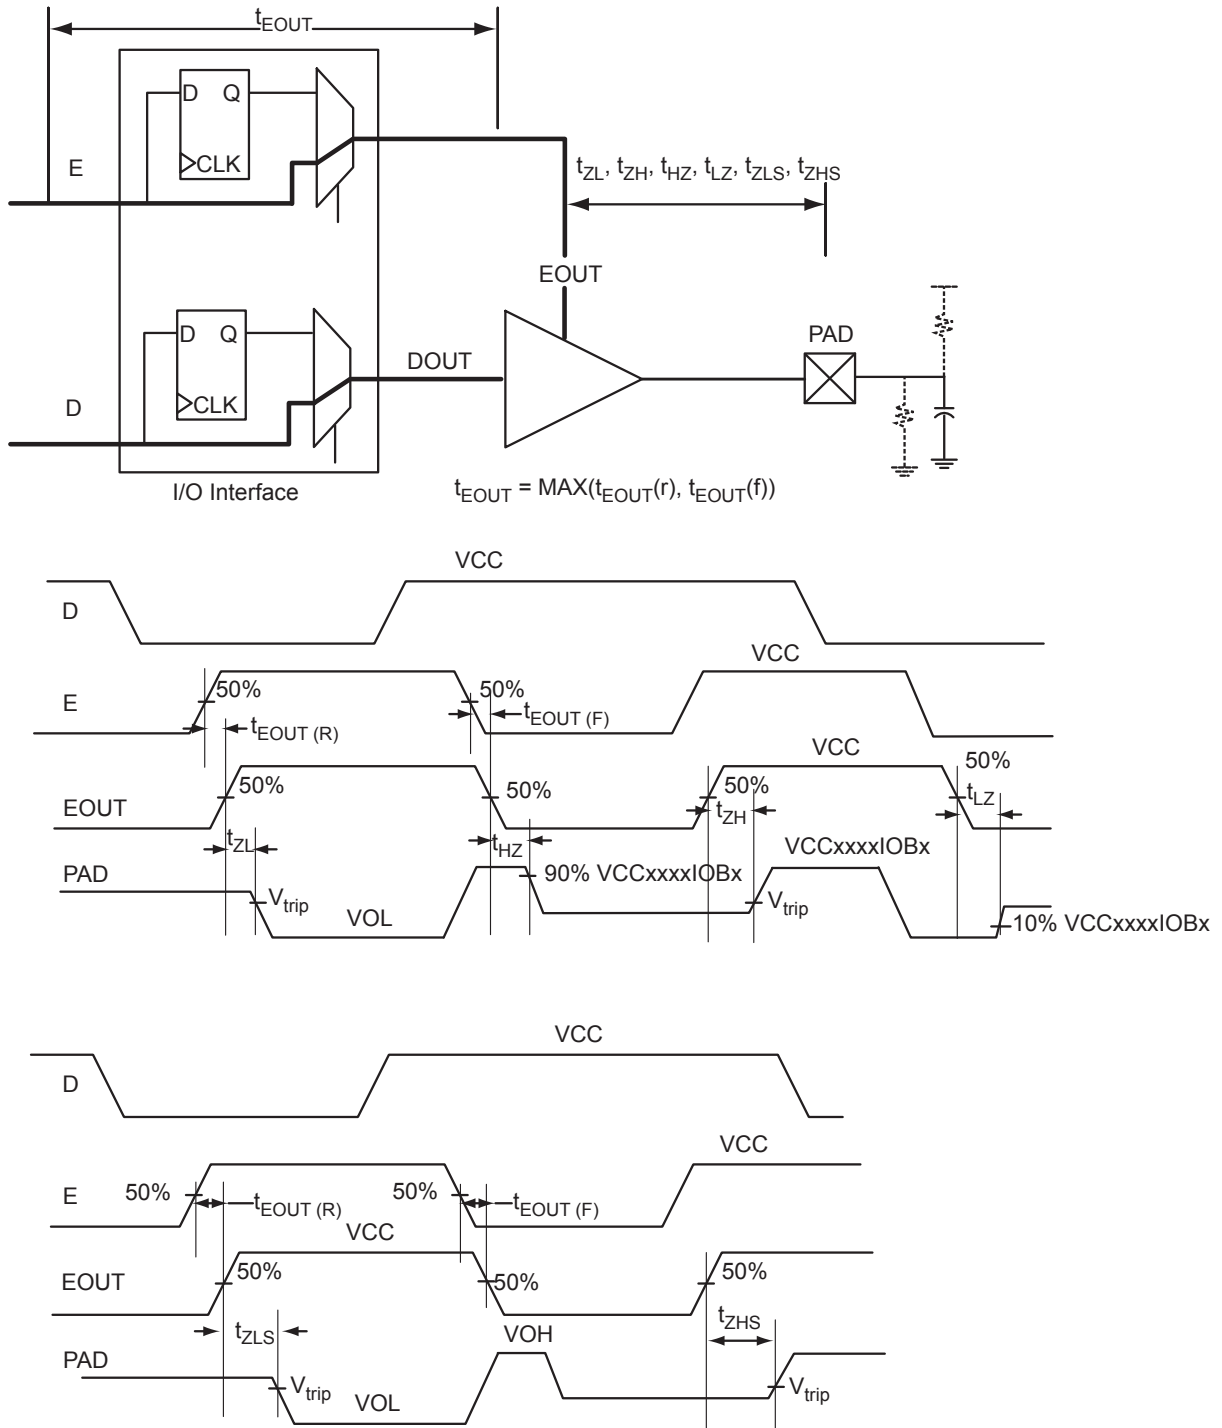 tEOUT
D Q
CLK
E
tZL, tZH, tHZ, tLZ, tZLS, tZHS
EOUT
D Q
CLK
DOUT
PAD
D
I/O Interface
tEOUT = MAX(tEOUT(r), tEOUT(f))
VCC
D
VCC
E
50%
50%
tEOUT (R)
tEOUT (F)
VCC
50%
EOUT
50%
50%
50%
tZL
tHZ
tZH
tLZ
PAD
90% VCCxxxxIOBx
VCCxxxxIOBx
Vtrip
VOL
Vtrip
10% VCCxxxxIOBx
VCC
D
VCC
E
50%
50%
tEOUT (R)
tEOUT (F)
VCC
EOUT
50%
50%
50%
tZLS
VOH
tZHS
PAD
Vtrip
VOL
Vtrip